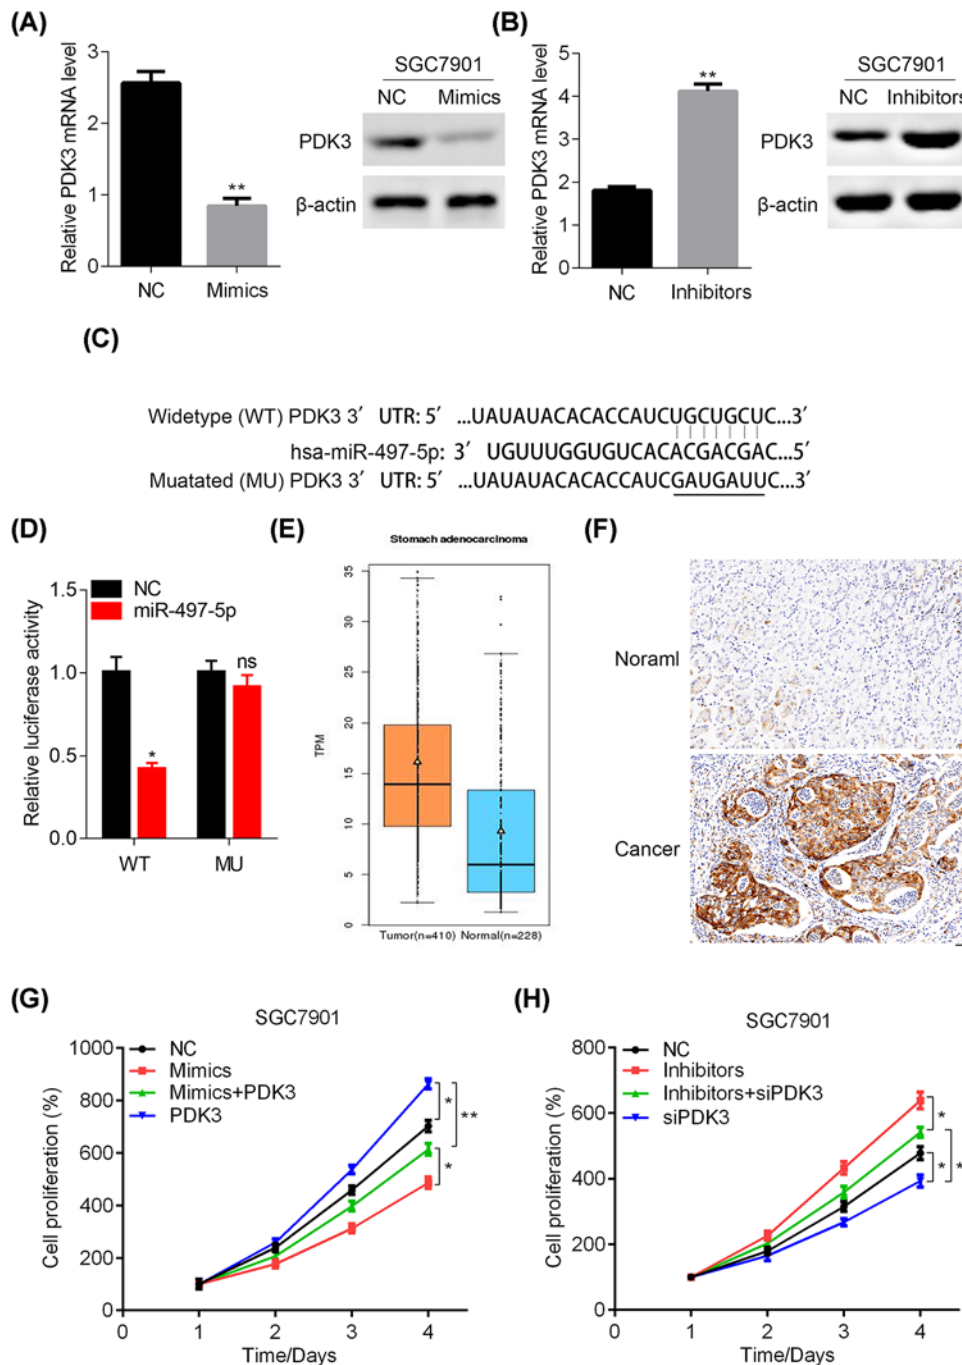 (A)
Relative PDK3 mRNA level
3
2
1
0
**
NC
Mimics
SGC7901
NC Mimics
PDK3
β-actin
(B)
Relative PDK3 mRNA level
5
4
3
2
1
0
**
NC
Inhibitors
SGC7901
NC Inhibitors
PDK3
β-actin
(C)
Widetype (WT) PDK3 3′ UTR: 5′ ...UAUAUACACACCAUCUGCUGCUC...3′
hsa-miR-497-5p: 3′ UGUUUGGUGUCACACGACGAC...5′
Muatated (MU) PDK3 3′ UTR: 5′ ...UAUAUACACACCAUCGAUGAUUC...3′
(D)
Relative luciferase activity
1.5
1.0
0.5
0.0
NC
miR-497-5p
*
ns
WT
MU
(E)
Stomach adenocarcinoma
TPM
35
30
25
20
15
10
5
0
Tumor(n=410) Normal(n=228)
(F)
Noraml
Cancer
(G)
SGC7901
Cell proliferation (%)
1000
800
600
400
200
0
NC
Mimics
Mimics+PDK3
PDK3
*
**
*
0 1 2 3 4
Time/Days
(H)
SGC7901
Cell proliferation (%)
800
600
400
200
0
NC
Inhibitors
Inhibitors+siPDK3
siPDK3
*
*
*
0 1 2 3 4
Time/Days